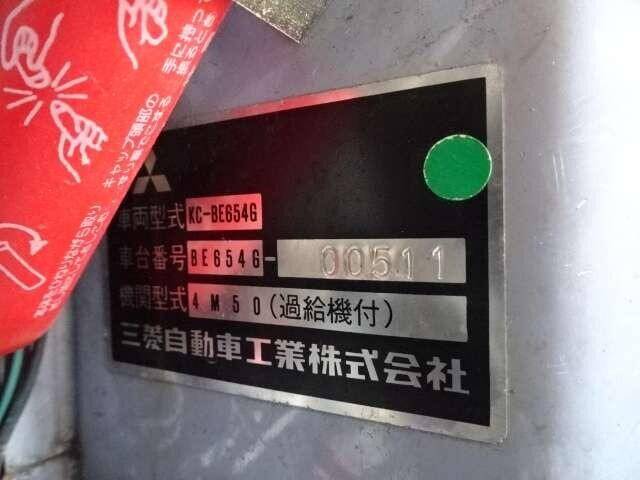 車両型式 KC-BE654G
車台番号 BE654G- 00511
機関型式 4M50(過給機付)
三菱自動車工業株式会社